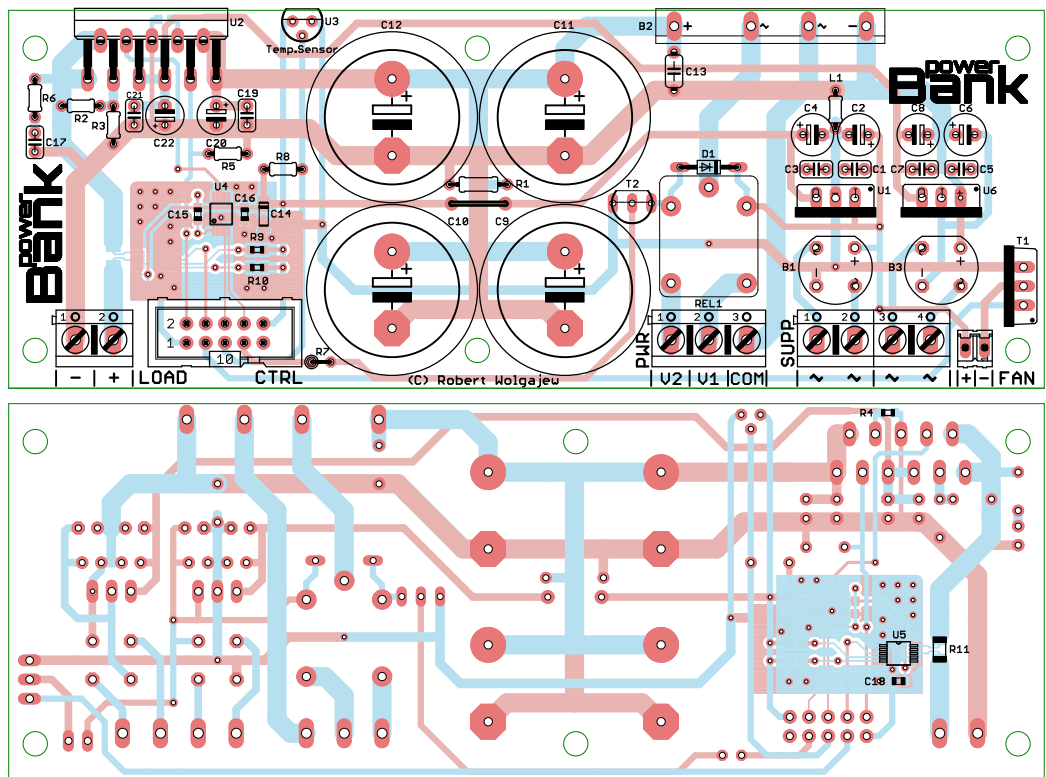 U2
U3
Temp.Sensor
C12
C11
B2
+
~
~
-
C13
power
Bank
L1
C4
C2
C8
C6
R6
R2
R3
C21
C19
C17
C22
C20
R5
R8
+
+
D1
C3
C1
C7
C5
U1
U6
R1
T2
U4
C16
C15
C14
C10
C9
R9
R10
power
Bank
+
+
B1
B3
T1
REL1
1
2
2
1
10
R7
1
2
3
1
2
3
4
PWR
SUPP
- + LOAD
CTRL
(C) Robert Wolgajew
V2 V1 COM
~ ~ ~ ~
+ - FAN
R4
U5
R11
C18